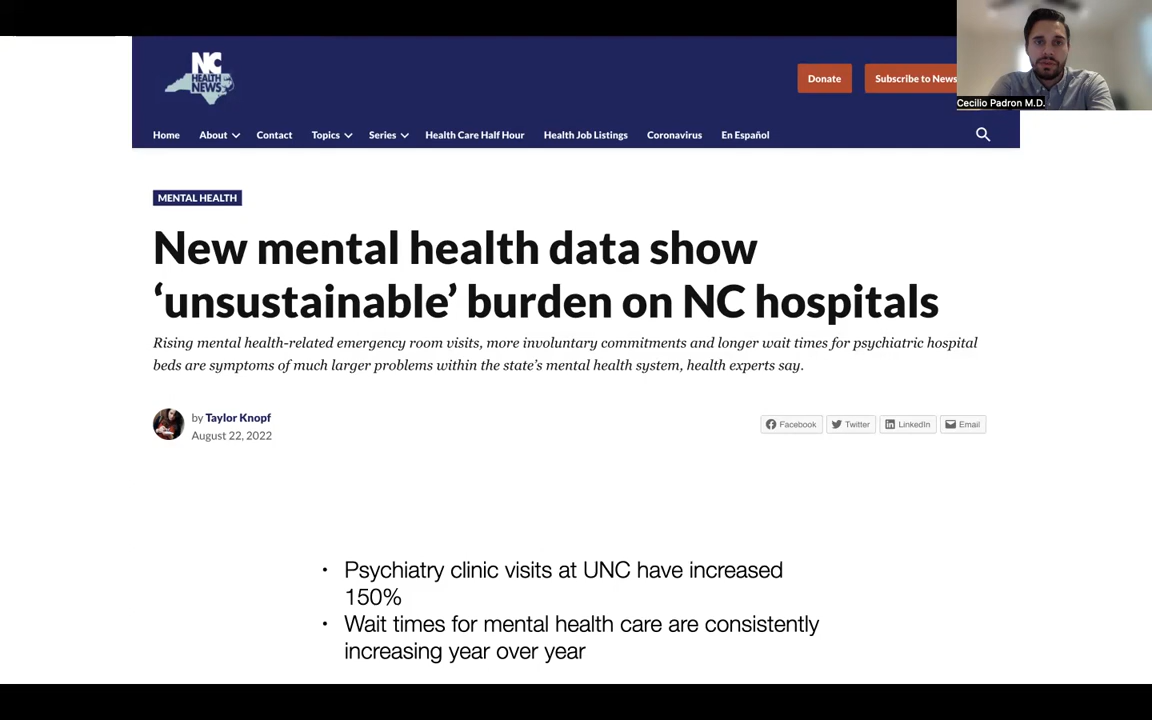 NC
HEALTH
NEWS
Donate
Subscribe to News
Cecilio Padron M.D.
Home About Contact Topics Series Health Care Half Hour Health Job Listings Coronavirus En Español
MENTAL HEALTH
New mental health data show
‘unsustainable’ burden on NC hospitals
Rising mental health-related emergency room visits, more involuntary commitments and longer wait times for psychiatric hospital
beds are symptoms of much larger problems within the state’s mental health system, health experts say.
by Taylor Knopf
August 22, 2022
Facebook Twitter LinkedIn Email
• Psychiatry clinic visits at UNC have increased
150%
• Wait times for mental health care are consistently
increasing year over year